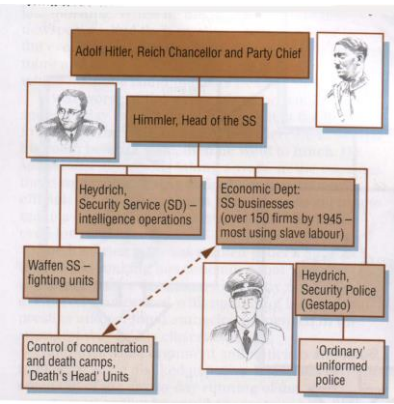 Adolf Hitler, Reich Chancellor and Party Chief
Himmler, Head of the SS
Heydrich,
Security Service (SD) –
intelligence operations
Economic Dept:
SS businesses
(over 150 firms by 1945 –
most using slave labour)
Waffen SS –
fighting units
Heydrich,
Security Police
(Gestapo)
Control of concentration
and death camps,
'Death's Head' Units
'Ordinary'
uniformed
police